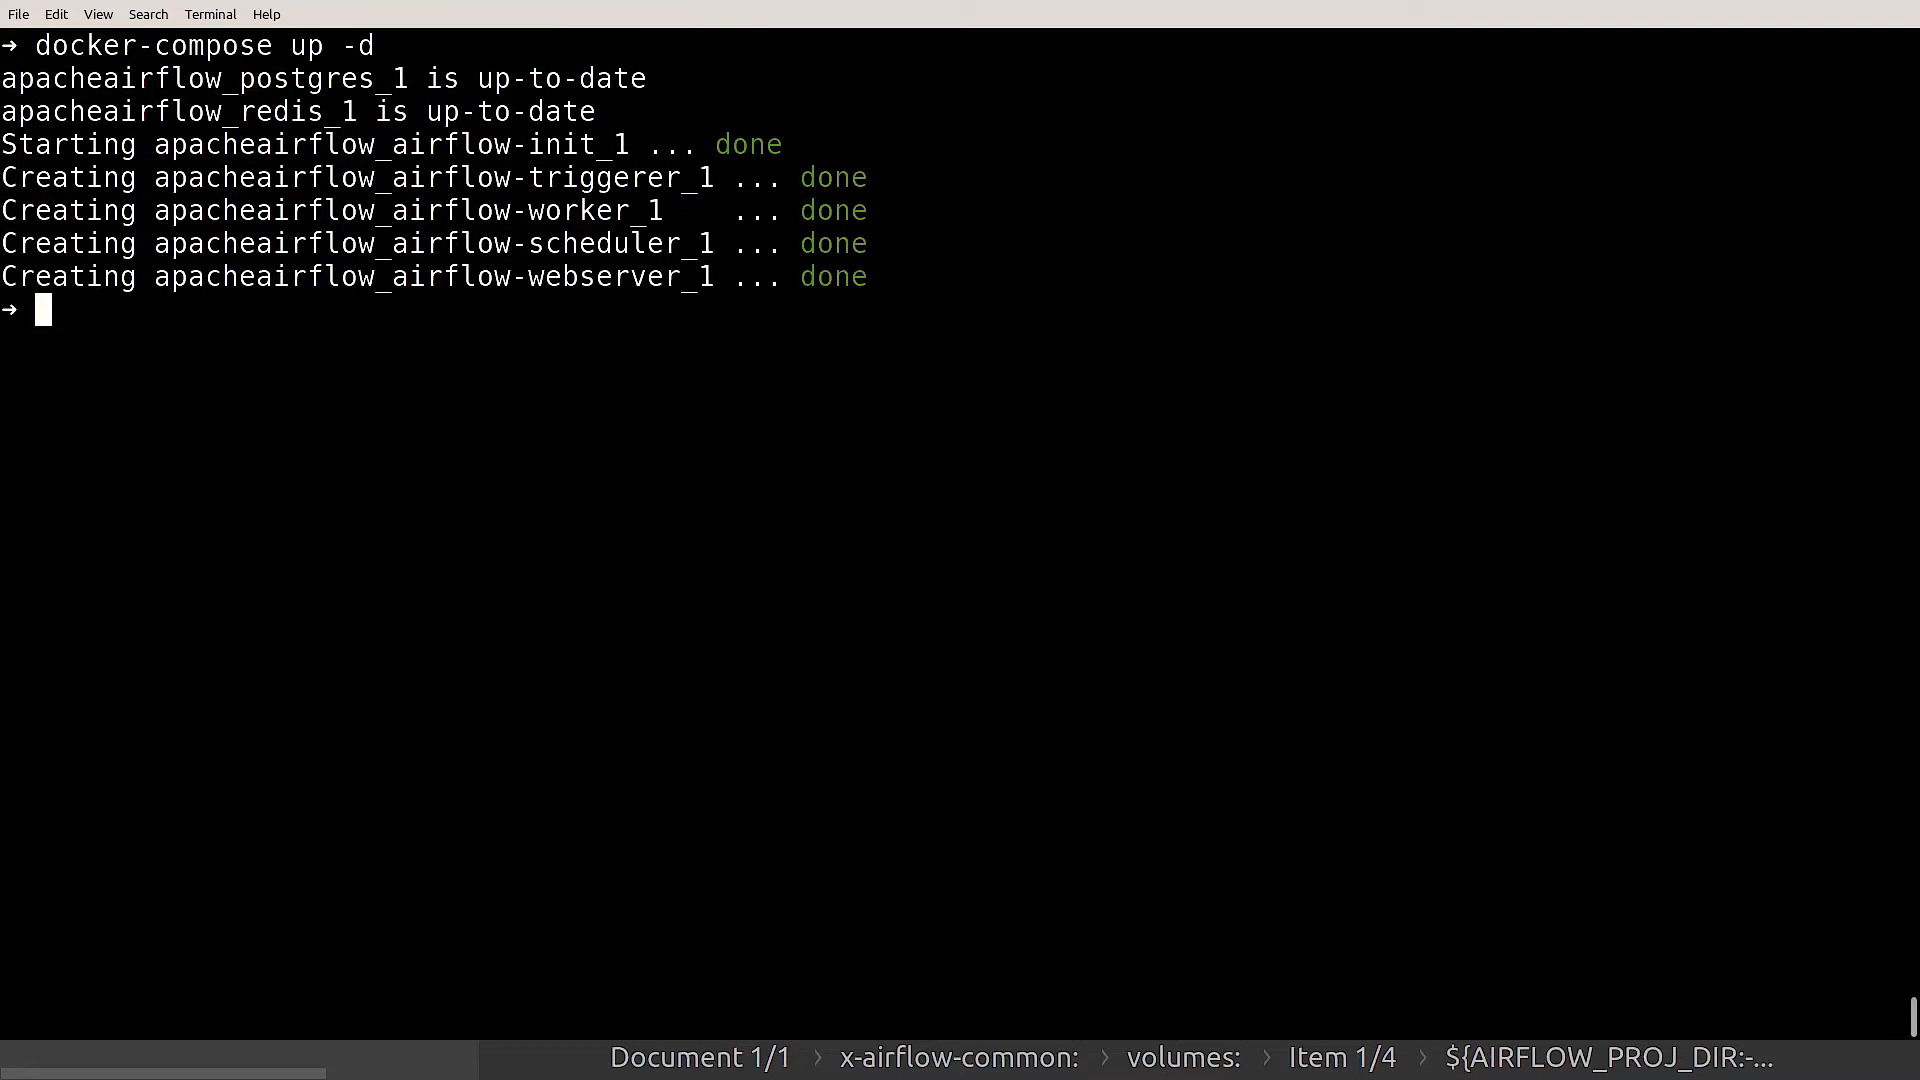 File Edit View Search Terminal Help
➜ docker-compose up -d
apacheairflow_postgres_1 is up-to-date
apacheairflow_redis_1 is up-to-date
Starting apacheairflow_airflow-init_1 ... done
Creating apacheairflow_airflow-triggerer_1 ... done
Creating apacheairflow_airflow-worker_1    ... done
Creating apacheairflow_airflow-scheduler_1 ... done
Creating apacheairflow_airflow-webserver_1 ... done
➜
Document 1/1 › x-airflow-common: › volumes: › Item 1/4 › ${AIRFLOW_PROJ_DIR:-...